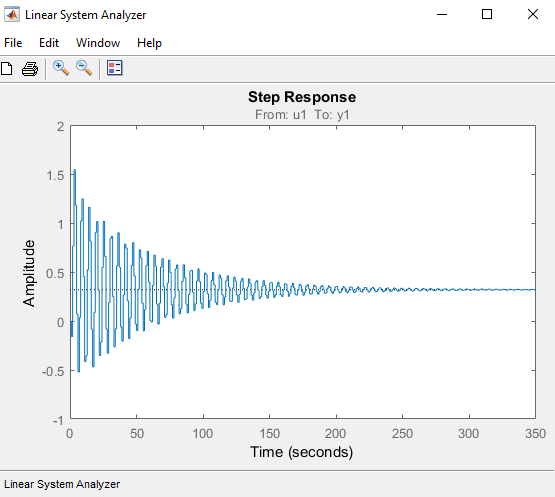 Linear System Analyzer
File Edit Window Help
Step Response
From: u1 To: y1
2
1.5
1
0.5
0
-0.5
-1
Amplitude
0 50 100 150 200 250 300 350
Time (seconds)
Linear System Analyzer